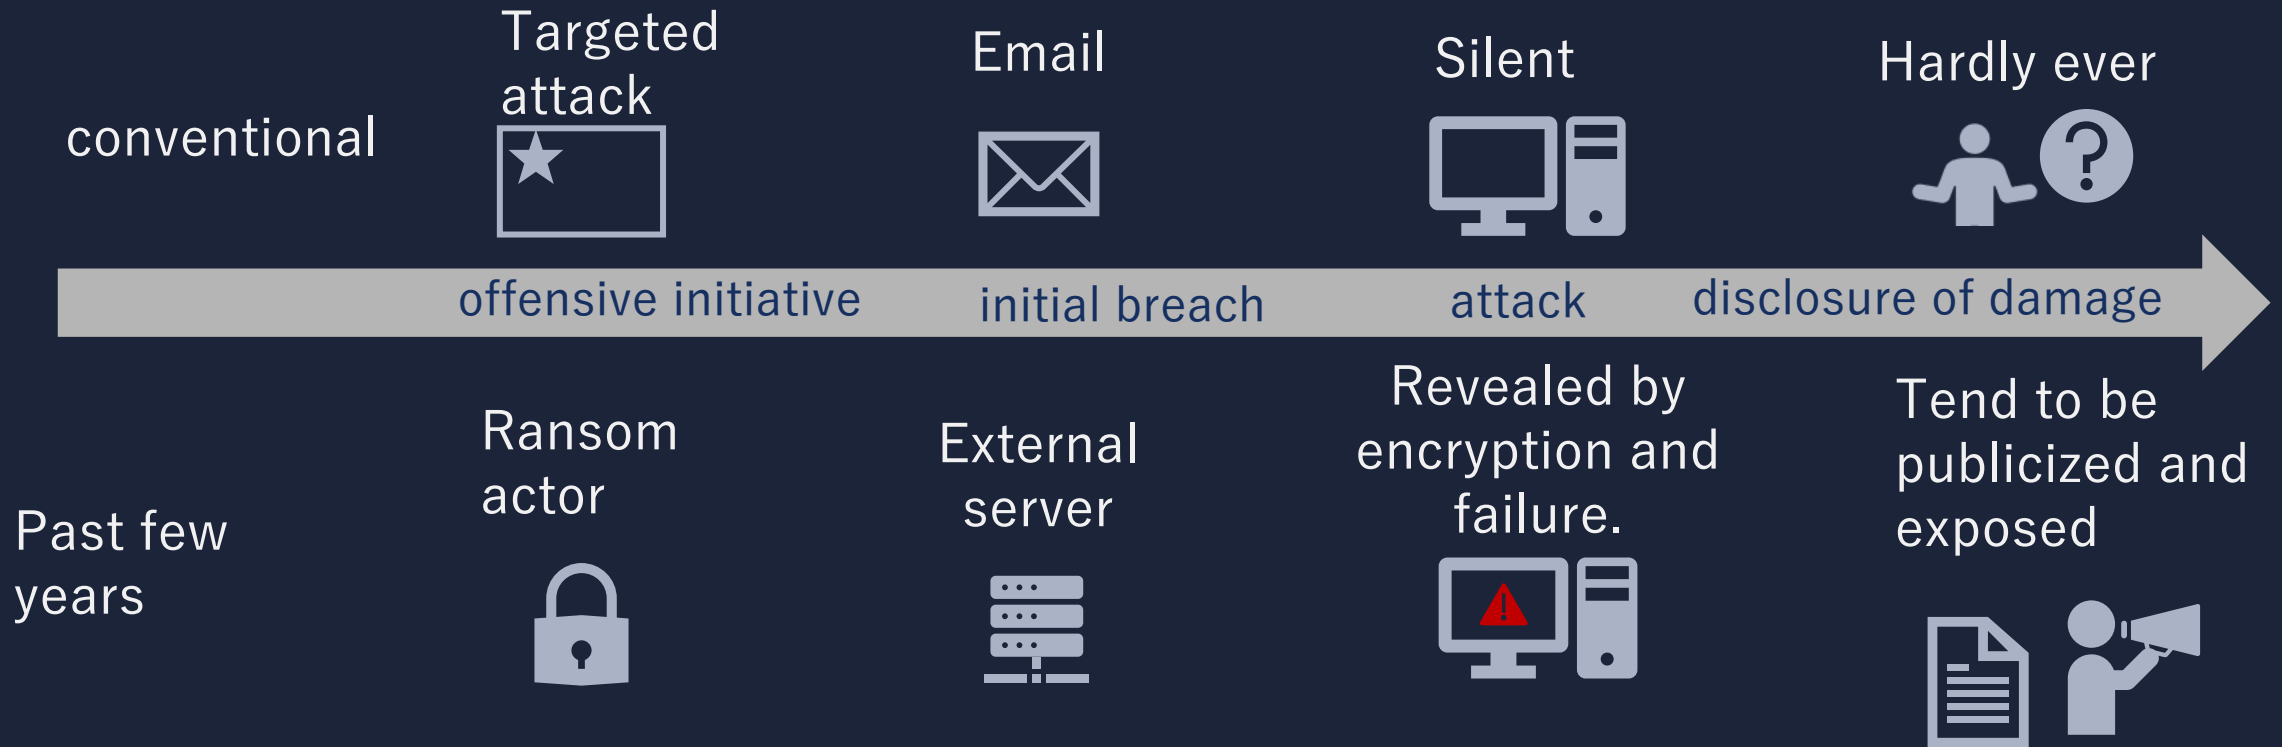 conventional
Targeted
attack
Email
Silent
Hardly ever
offensive initiative
initial breach
attack
disclosure of damage
Past few
years
Ransom
actor
External
server
Revealed by
encryption and
failure.
Tend to be
publicized and
exposed